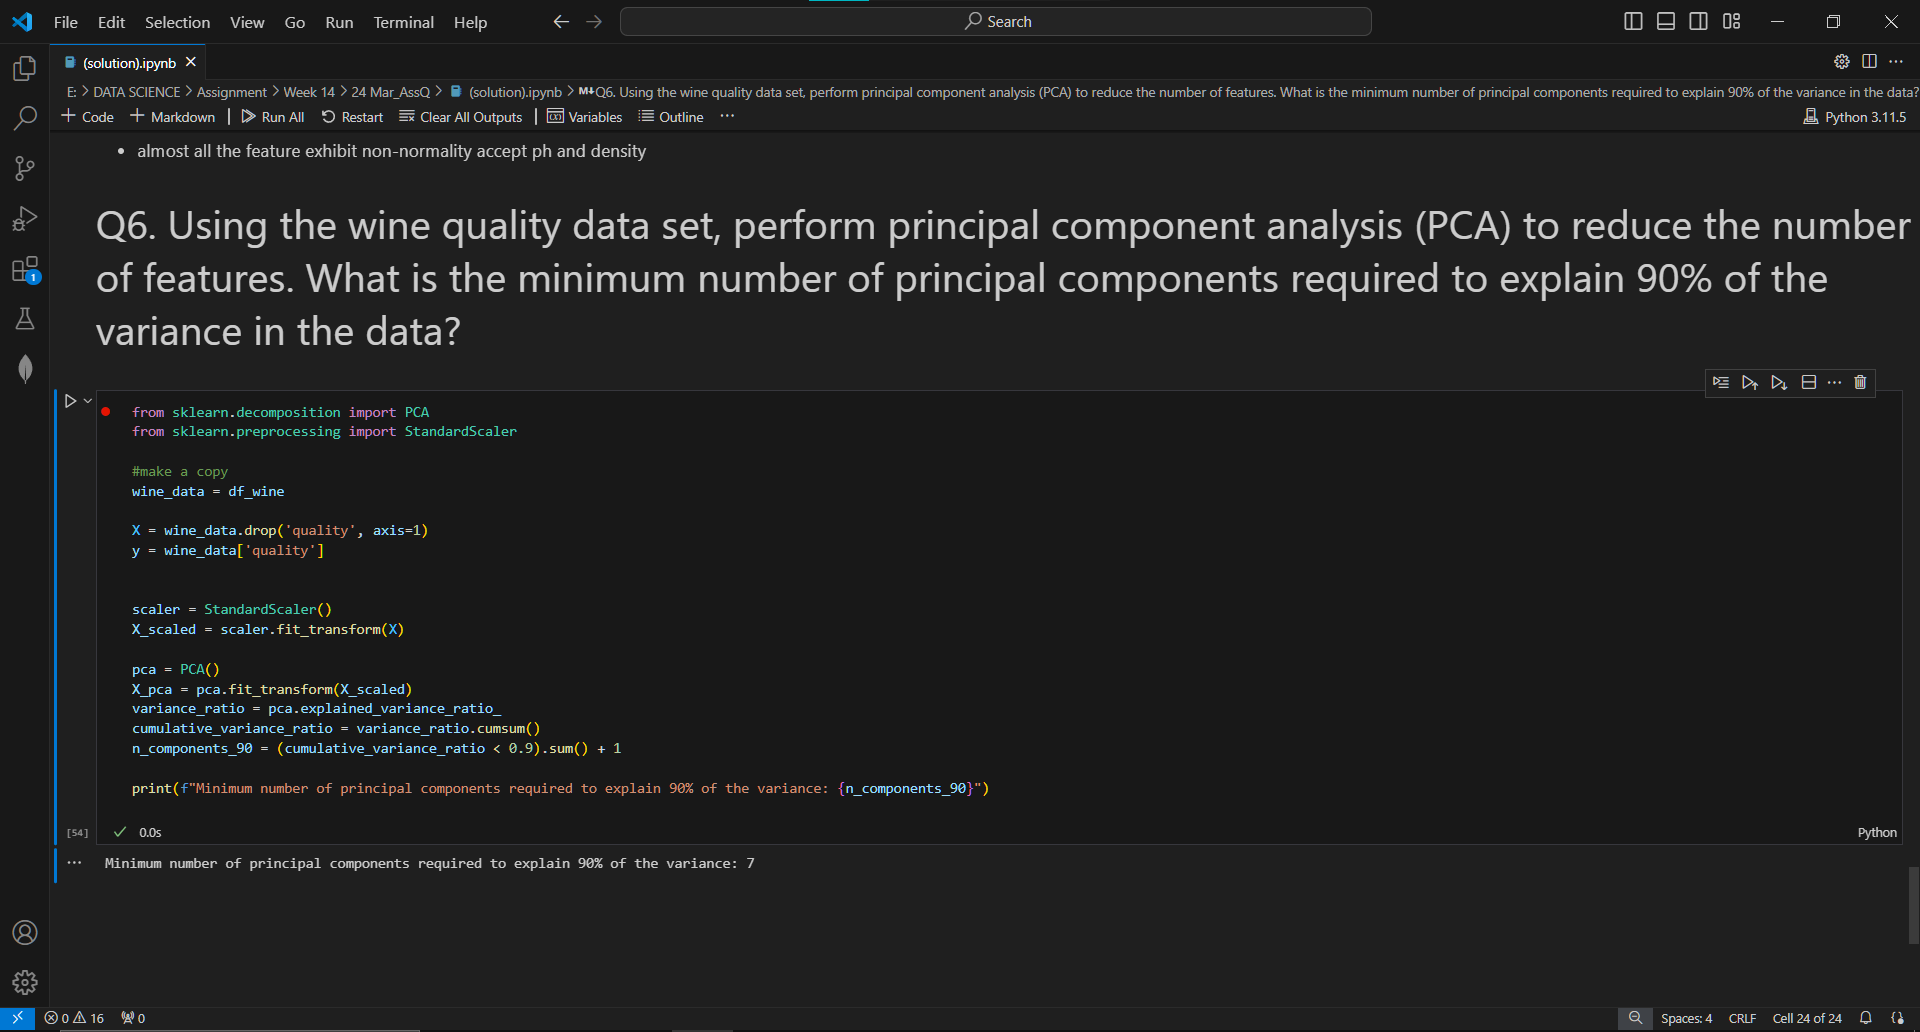 File Edit Selection View Go Run Terminal Help
Search
(solution).ipynb
E: > DATA SCIENCE > Assignment > Week 14 > 24 Mar_AssQ > (solution).ipynb > M↓Q6. Using the wine quality data set, perform principal component analysis (PCA) to reduce the number of features. What is the minimum number of principal components required to explain 90% of the variance in the data?
+ Code + Markdown | Run All Restart Clear All Outputs | Variables Outline ...
Python 3.11.5
• almost all the feature exhibit non-normality accept ph and density
Q6. Using the wine quality data set, perform principal component analysis (PCA) to reduce the number
of features. What is the minimum number of principal components required to explain 90% of the
variance in the data?
from sklearn.decomposition import PCA
from sklearn.preprocessing import StandardScaler
#make a copy
wine_data = df_wine
X = wine_data.drop('quality', axis=1)
y = wine_data['quality']
scaler = StandardScaler()
X_scaled = scaler.fit_transform(X)
pca = PCA()
X_pca = pca.fit_transform(X_scaled)
variance_ratio = pca.explained_variance_ratio_
cumulative_variance_ratio = variance_ratio.cumsum()
n_components_90 = (cumulative_variance_ratio < 0.9).sum() + 1
print(f"Minimum number of principal components required to explain 90% of the variance: {n_components_90}")
[54] 0.0s
Python
... Minimum number of principal components required to explain 90% of the variance: 7
1
0 16 0
Spaces: 4 CRLF Cell 24 of 24